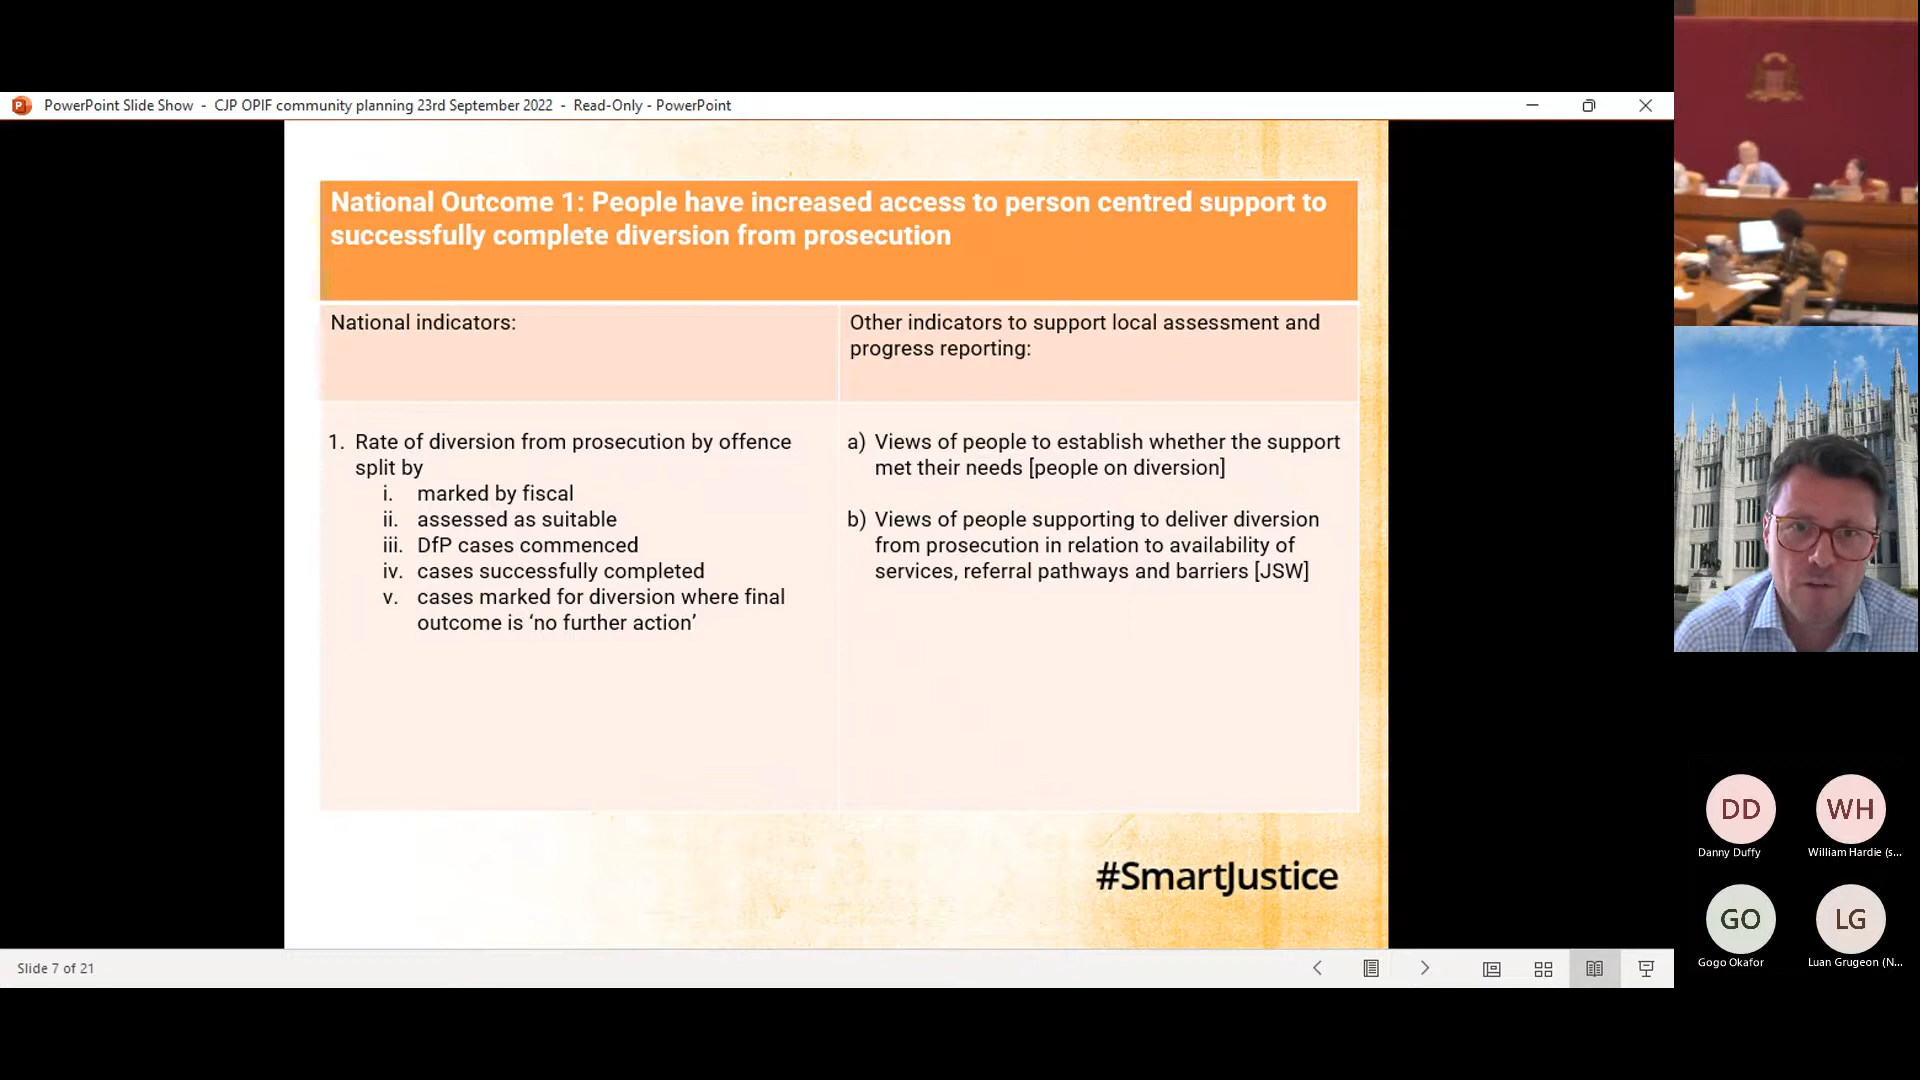 PowerPoint Slide Show - CJP OPIF community planning 23rd September 2022 - Read-Only - PowerPoint
National Outcome 1: People have increased access to person centred support to
successfully complete diversion from prosecution
National indicators:
Other indicators to support local assessment and
progress reporting:
1. Rate of diversion from prosecution by offence
split by
i. marked by fiscal
ii. assessed as suitable
iii. DfP cases commenced
iv. cases successfully completed
v. cases marked for diversion where final
outcome is ‘no further action’
a) Views of people to establish whether the support
met their needs [people on diversion]
b) Views of people supporting to deliver diversion
from prosecution in relation to availability of
services, referral pathways and barriers [JSW]
#SmartJustice
Slide 7 of 21
DD
Danny Duffy
WH
William Hardie (s...
GO
Gogo Okafor
LG
Luan Grugeon (N...